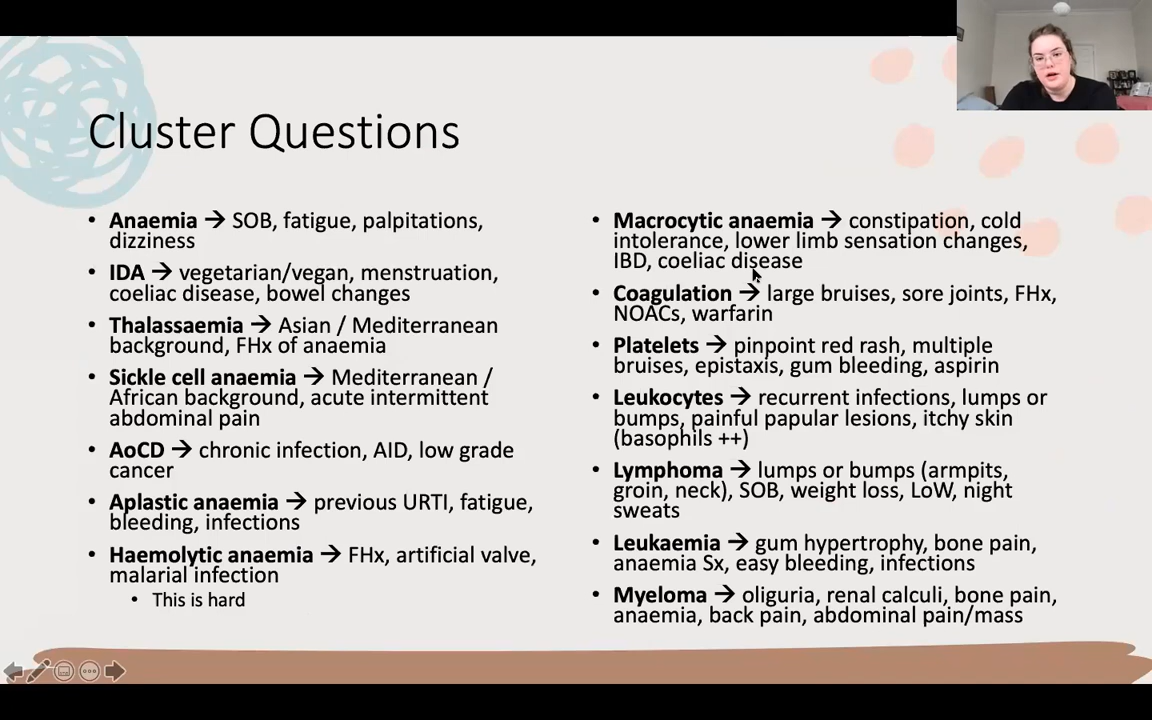 Cluster Questions
• Anaemia → SOB, fatigue, palpitations,
dizziness
• IDA → vegetarian/vegan, menstruation,
coeliac disease, bowel changes
• Thalassaemia → Asian / Mediterranean
background, FHx of anaemia
• Sickle cell anaemia → Mediterranean /
African background, acute intermittent
abdominal pain
• AoCD → chronic infection, AID, low grade
cancer
• Aplastic anaemia → previous URTI, fatigue,
bleeding, infections
• Haemolytic anaemia → FHx, artificial valve,
malarial infection
• This is hard
• Macrocytic anaemia → constipation, cold
intolerance, lower limb sensation changes,
IBD, coeliac disease
• Coagulation → large bruises, sore joints, FHx,
NOACs, warfarin
• Platelets → pinpoint red rash, multiple
bruises, epistaxis, gum bleeding, aspirin
• Leukocytes → recurrent infections, lumps or
bumps, painful papular lesions, itchy skin
(basophils ++)
• Lymphoma → lumps or bumps (armpits,
groin, neck), SOB, weight loss, LoW, night
sweats
• Leukaemia → gum hypertrophy, bone pain,
anaemia Sx, easy bleeding, infections
• Myeloma → oliguria, renal calculi, bone pain,
anaemia, back pain, abdominal pain/mass